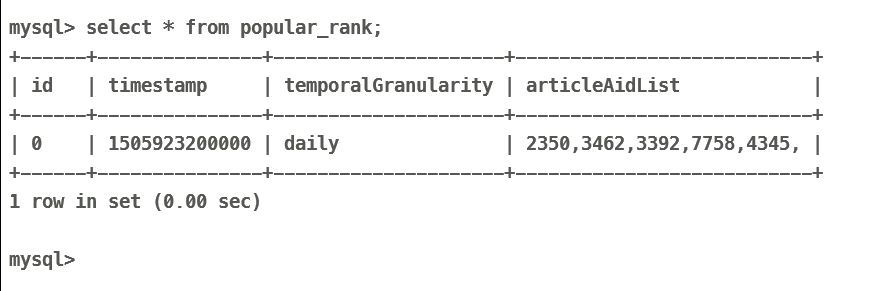 mysql> select * from popular_rank;
+------+---------------+---------------------+---------------------------+
| id   | timestamp     | temporalGranularity | articleAidList            |
+------+---------------+---------------------+---------------------------+
| 0    | 1505923200000 | daily               | 2350,3462,3392,7758,4345, |
+------+---------------+---------------------+---------------------------+
1 row in set (0.00 sec)
mysql>